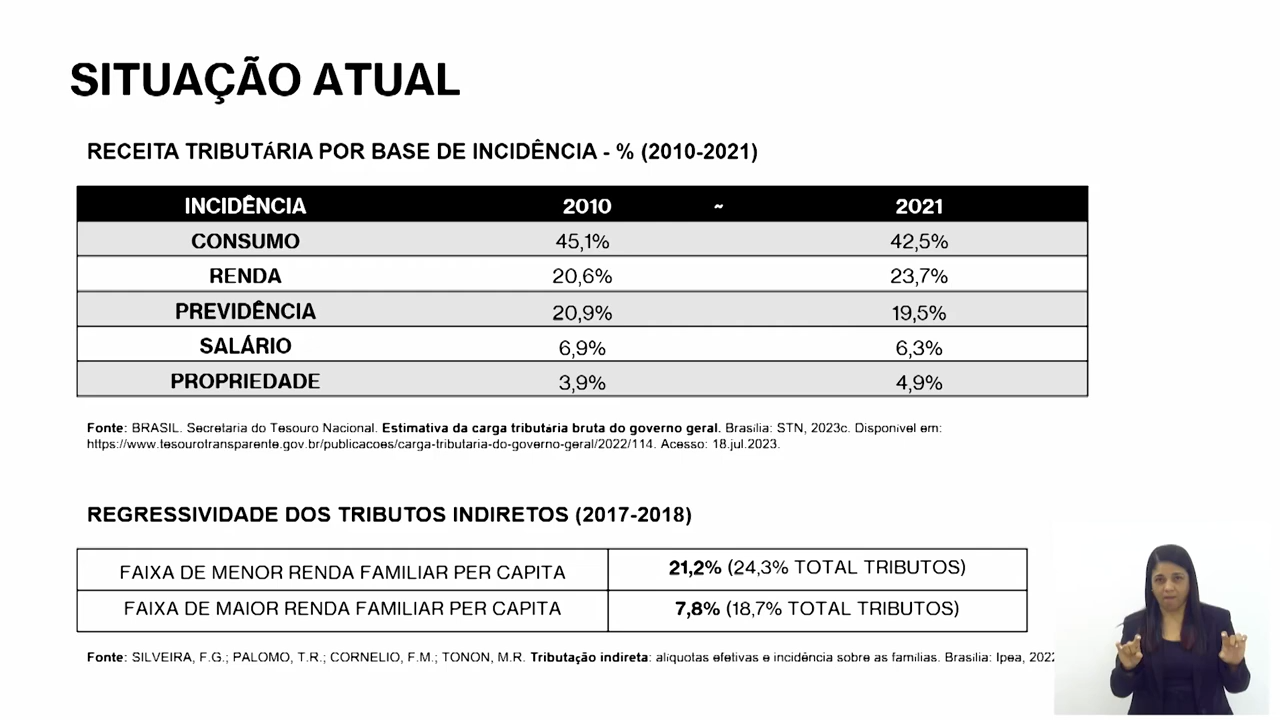 SITUAÇÃO ATUAL
RECEITA TRIBUTÁRIA POR BASE DE INCIDÊNCIA - % (2010-2021)
INCIDÊNCIA 2010 ~ 2021
CONSUMO 45,1% 42,5%
RENDA 20,6% 23,7%
PREVIDÊNCIA 20,9% 19,5%
SALÁRIO 6,9% 6,3%
PROPRIEDADE 3,9% 4,9%
Fonte: BRASIL. Secretaria do Tesouro Nacional. Estimativa da carga tributária bruta do governo geral. Brasília: STN, 2023c. Disponível em:
https://www.tesourotransparente.gov.br/publicacoes/carga-tributaria-do-governo-geral/2022/114. Acesso: 18.jul.2023.
REGRESSIVIDADE DOS TRIBUTOS INDIRETOS (2017-2018)
FAIXA DE MENOR RENDA FAMILIAR PER CAPITA 21,2% (24,3% TOTAL TRIBUTOS)
FAIXA DE MAIOR RENDA FAMILIAR PER CAPITA 7,8% (18,7% TOTAL TRIBUTOS)
Fonte: SILVEIRA, F.G.; PALOMO, T.R.; CORNELIO, F.M.; TONON, M.R. Tributação indireta: alíquotas efetivas e incidência sobre as famílias. Brasília: Ipea, 2022